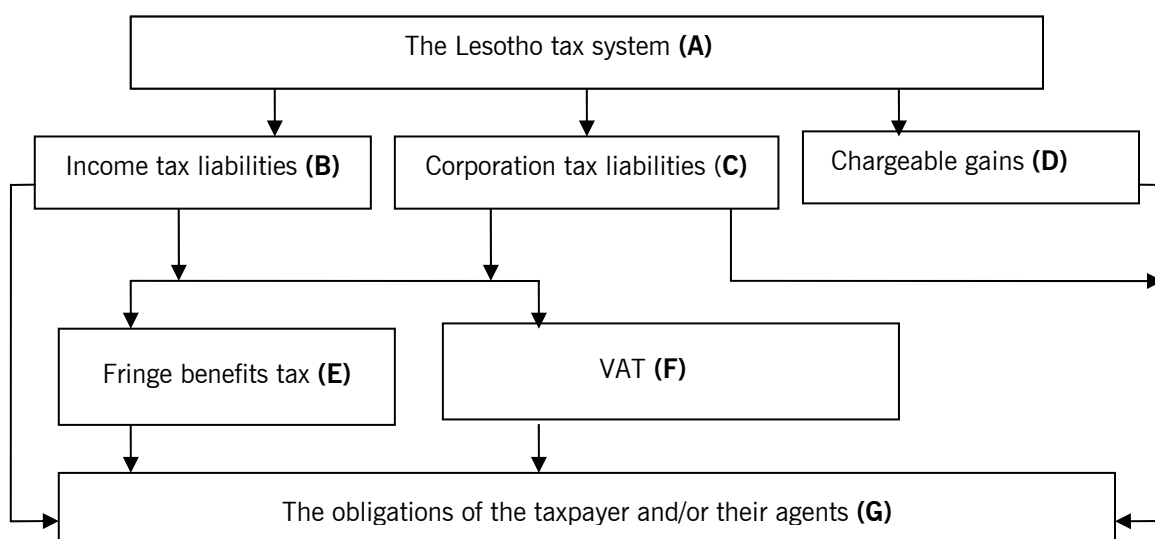 The Lesotho tax system (A)
Income tax liabilities (B)
Corporation tax liabilities (C)
Chargeable gains (D)
Fringe benefits tax (E)
VAT (F)
The obligations of the taxpayer and/or their agents (G)